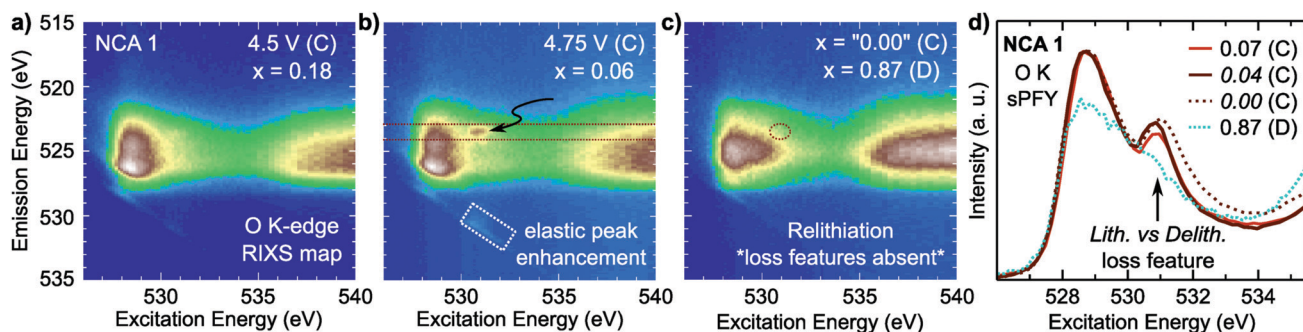 a)
NCA 1
4.5 V (C)
x = 0.18
O K-edge
RIXS map
515
520
525
530
535
530
535
540
Emission Energy (eV)
Excitation Energy (eV)
b)
4.75 V (C)
x = 0.06
elastic peak
enhancement
530
535
540
Excitation Energy (eV)
c)
x = "0.00" (C)
x = 0.87 (D)
Relithiation
*loss features absent*
530
535
540
Excitation Energy (eV)
d)
NCA 1
O K
sPFY
0.07 (C)
0.04 (C)
0.00 (C)
0.87 (D)
Lith. vs Delith.
loss feature
Intensity (a. u.)
528
530
532
534
Excitation Energy (eV)